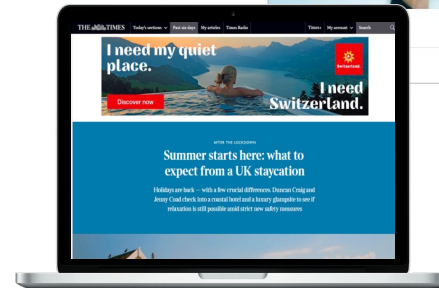 THE TIMES Today's sections Past six days My articles Times Radio Times+ My account Search
I need my quiet
place.
Switzerland.
Discover now
I need
Switzerland.
AFTER THE LOCKDOWN
Summer starts here: what to
expect from a UK staycation
Holidays are back — with a few crucial differences. Duncan Craig and
Jenny Coad check into a coastal hotel and a luxury glampsite to see if
relaxation is still possible amid strict new safety measures